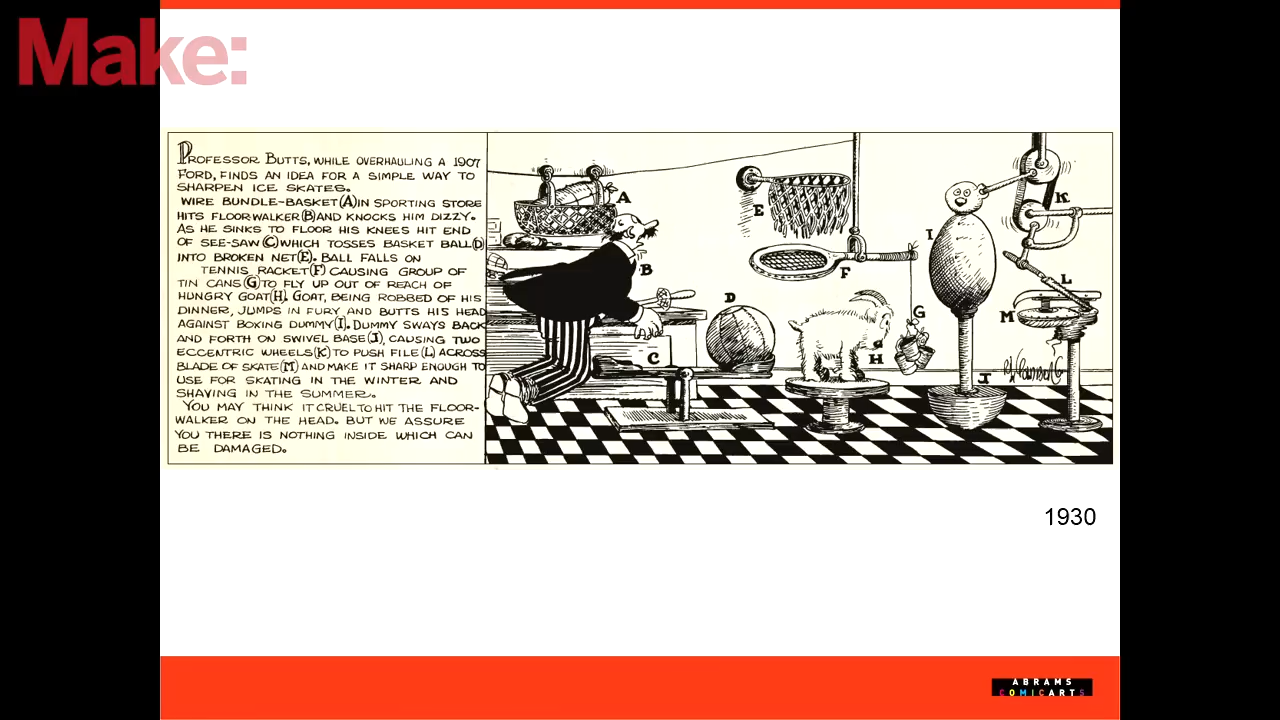 Make:
PROFESSOR BUTTS, WHILE OVERHAULING A 1907
FORD, FINDS AN IDEA FOR A SIMPLE WAY TO
SHARPEN ICE SKATES.
WIRE BUNDLE-BASKET (A) IN SPORTING STORE
HITS FLOOR-WALKER (B) AND KNOCKS HIM DIZZY.
AS HE SINKS TO FLOOR HIS KNEES HIT END
OF SEE-SAW (C) WHICH TOSSES BASKET BALL (D)
INTO BROKEN NET (E). BALL FALLS ON
TENNIS RACKET (F) CAUSING GROUP OF
TIN CANS (G) TO FLY UP OUT OF REACH OF
HUNGRY GOAT (H). GOAT, BEING ROBBED OF HIS
DINNER, JUMPS IN FURY AND BUTTS HIS HEAD
AGAINST BOXING DUMMY (I). DUMMY SWAYS BACK
AND FORTH ON SWIVEL BASE (J), CAUSING TWO
ECCENTRIC WHEELS (K) TO PUSH FILE (L) ACROSS
BLADE OF SKATE (M) AND MAKE IT SHARP ENOUGH TO
USE FOR SKATING IN THE WINTER AND
SHAVING IN THE SUMMER.
YOU MAY THINK IT CRUEL TO HIT THE FLOOR-
WALKER ON THE HEAD. BUT WE ASSURE
YOU THERE IS NOTHING INSIDE WHICH CAN
BE DAMAGED.
A
B
C
D
E
F
G
H
I
J
K
L
M
1930
ABRAMS
COMICARTS